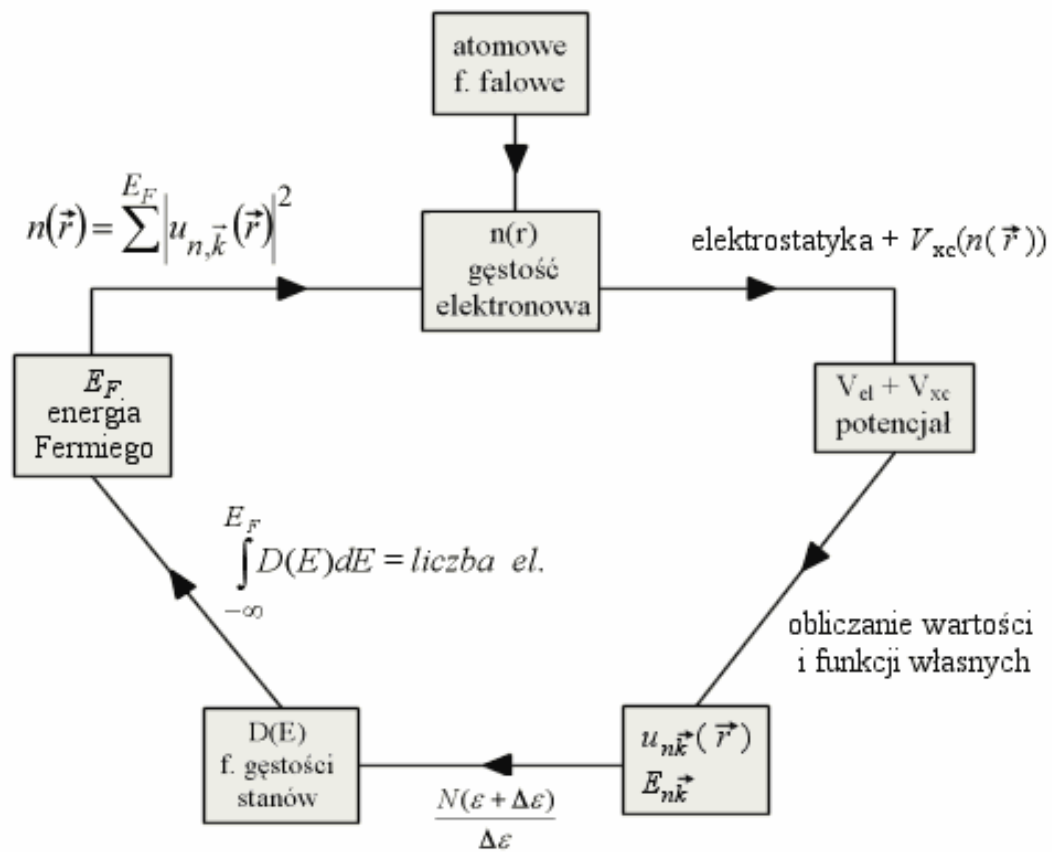 atomowe
f. falowe
n(r⃗) = ∑^{E_F} |u_{n,k⃗}(r⃗)|²
n(r)
gęstość
elektronowa
elektrostatyka + V_xc(n(r⃗))
E_F
energia
Fermiego
V_el + V_xc
potencjał
∫_{-∞}^{E_F} D(E)dE = liczba el.
obliczanie wartości
i funkcji własnych
D(E)
f. gęstości
stanów
N(ε + Δε)
Δε
u_{nk⃗}(r⃗)
E_{nk⃗}